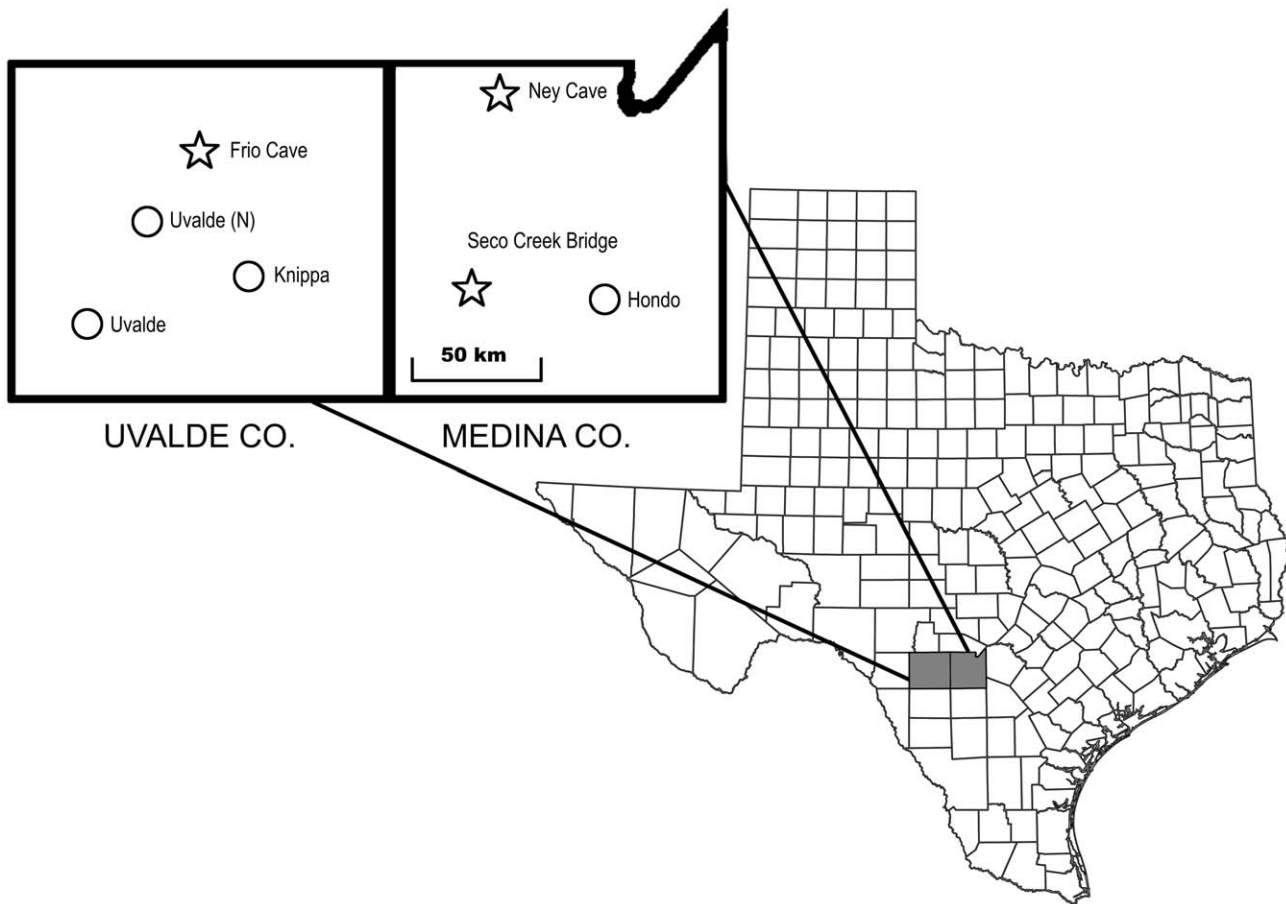 Ney Cave
Frio Cave
Uvalde (N)
Seco Creek Bridge
Knippa
Hondo
Uvalde
50 km
UVALDE CO.
MEDINA CO.